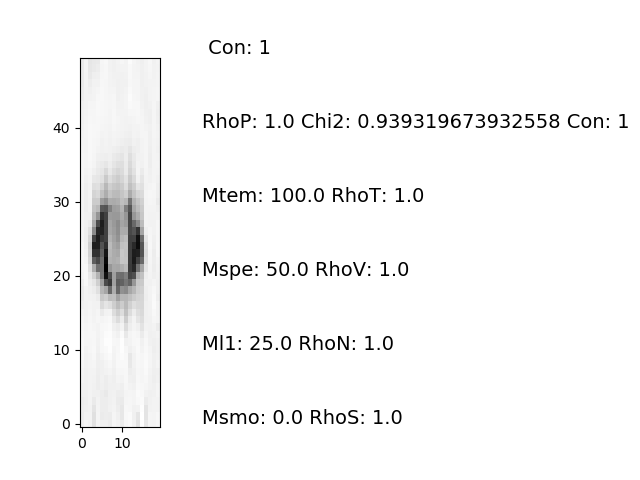 Con: 1
RhoP: 1.0 Chi2: 0.939319673932558 Con: 1
Mtem: 100.0 RhoT: 1.0
Mspe: 50.0 RhoV: 1.0
Ml1: 25.0 RhoN: 1.0
Msmo: 0.0 RhoS: 1.0
40
30
20
10
0
0 10